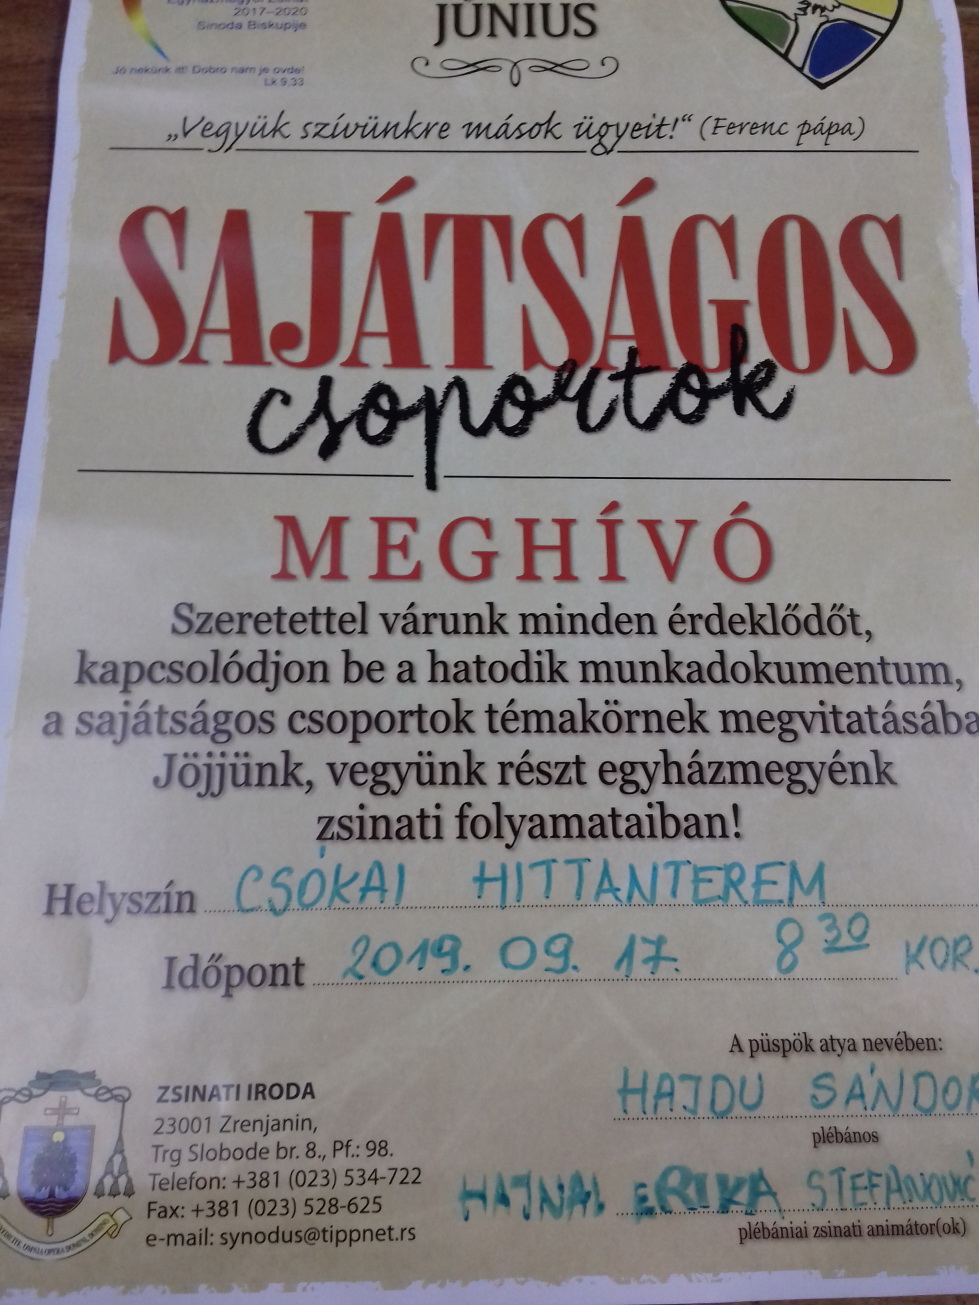 2017–2020
Sinoda Biskupije
JÚNIUS
Jó nekünk itt! Dobro nam je ovde!
Lk 9,33
„Vegyük szívünkre mások ügyeit!“ (Ferenc pápa)
SAJÁTSÁGOS
csoportok
MEGHÍVÓ
Szeretettel várunk minden érdeklődőt,
kapcsolódjon be a hatodik munkadokumentum,
a sajátságos csoportok témakörnek megvitatásába
Jöjjünk, vegyünk részt egyházmegyénk
zsinati folyamataiban!
Helyszín CSÓKAI HITTANTEREM
Időpont 2019. 09. 17. 8 30 KOR.
A püspök atya nevében:
HAJDU SÁNDOR
plébános
HAJNAL ERIKA STEFANOVIĆ
plébániai zsinati animátor(ok)
ZSINATI IRODA
23001 Zrenjanin,
Trg Slobode br. 8., Pf.: 98.
Telefon: +381 (023) 534-722
Fax: +381 (023) 528-625
e-mail: synodus@tippnet.rs